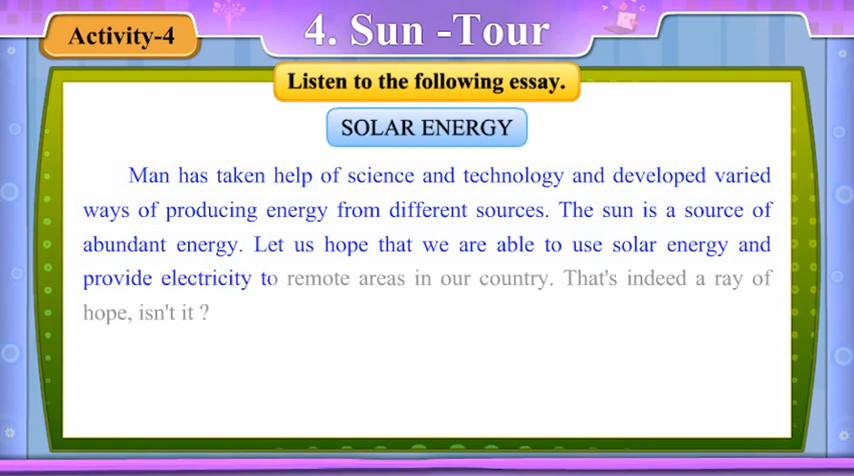 Activity-4
4. Sun -Tour
Listen to the following essay.
SOLAR ENERGY
Man has taken help of science and technology and developed varied
ways of producing energy from different sources. The sun is a source of
abundant energy. Let us hope that we are able to use solar energy and
provide electricity to remote areas in our country. That's indeed a ray of
hope, isn't it ?